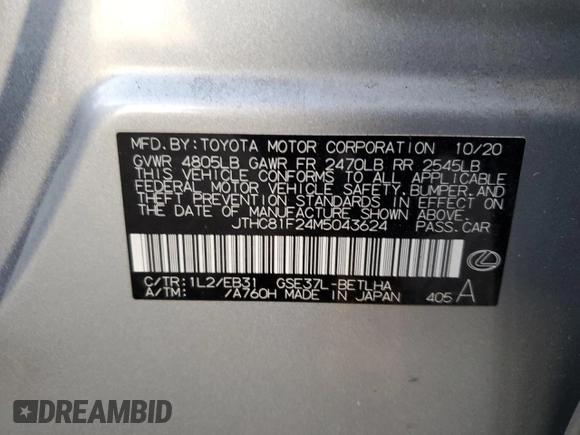 MFD. BY: TOYOTA MOTOR CORPORATION 10/20
GVWR 4805LB GAWR FR 2470LB RR 2545LB
THIS VEHICLE CONFORMS TO ALL APPLICABLE
FEDERAL MOTOR VEHICLE SAFETY, BUMPER, AND
THEFT PREVENTION STANDARDS IN EFFECT ON
THE DATE OF MANUFACTURE SHOWN ABOVE.
JTHC81F24M5043624 PASS.CAR
C/TR: 1L2/EB31 GSE37L-BETLHA
A/TM: /A760H MADE IN JAPAN 405 A
DREAMBID